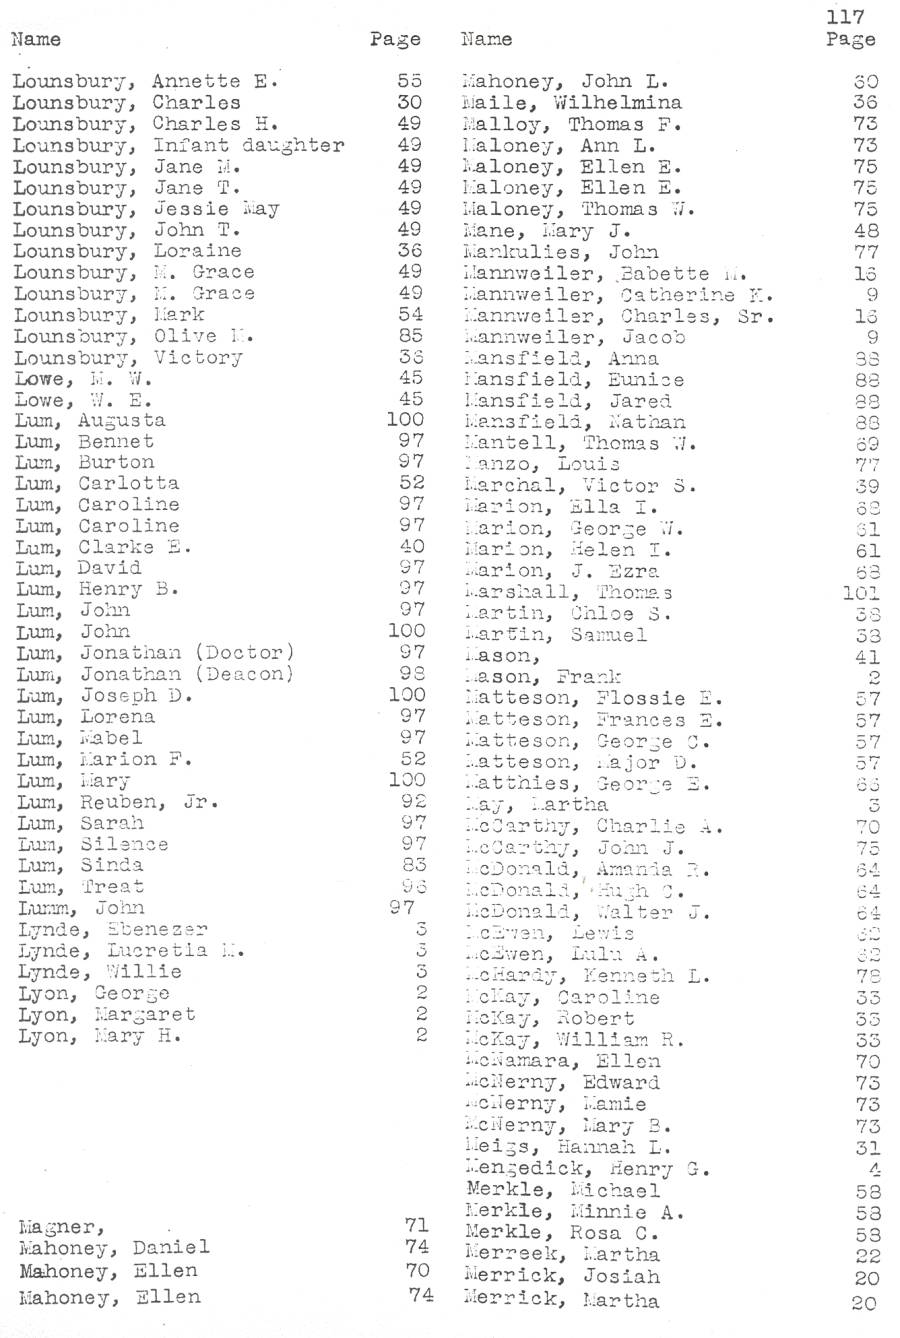 117
Name Page Name Page
Lounsbury, Annette E. 55
Lounsbury, Charles 30
Lounsbury, Charles H. 49
Lounsbury, Infant daughter 49
Lounsbury, Jane M. 49
Lounsbury, Jane T. 49
Lounsbury, Jessie May 49
Lounsbury, John T. 49
Lounsbury, Loraine 36
Lounsbury, M. Grace 49
Lounsbury, M. Grace 49
Lounsbury, Mark 54
Lounsbury, Olive M. 85
Lounsbury, Victory 36
Lowe, M. W. 45
Lowe, W. E. 45
Lum, Augusta 100
Lum, Bennet 97
Lum, Burton 97
Lum, Carlotta 52
Lum, Caroline 97
Lum, Caroline 97
Lum, Clarke E. 40
Lum, David 97
Lum, Henry B. 97
Lum, John 97
Lum, John 100
Lum, Jonathan (Doctor) 97
Lum, Jonathan (Deacon) 98
Lum, Joseph D. 100
Lum, Lorena 97
Lum, Mabel 97
Lum, Marion F. 52
Lum, Mary 100
Lum, Reuben, Jr. 92
Lum, Sarah 97
Lum, Silence 97
Lum, Sinda 83
Lum, Treat 96
Lumm, John 97
Lynde, Ebenezer 3
Lynde, Lucretia M. 3
Lynde, Willie 3
Lyon, George 2
Lyon, Margaret 2
Lyon, Mary H. 2
Magner, 71
Mahoney, Daniel 74
Mahoney, Ellen 70
Mahoney, Ellen 74
Mahoney, John L. 60
Maile, Wilhelmina 36
Malloy, Thomas F. 73
Maloney, Ann L. 73
Maloney, Ellen E. 75
Maloney, Ellen E. 75
Maloney, Thomas W. 75
Mane, Mary J. 48
Mankulies, John 77
Mannweiler, Babette M. 16
Mannweiler, Catherine K. 9
Mannweiler, Charles, Sr. 16
Mannweiler, Jacob 9
Mansfield, Anna 88
Mansfield, Eunice 88
Mansfield, Jared 88
Mansfield, Nathan 88
Mantell, Thomas W. 69
Manzo, Louis 77
Marchal, Victor S. 39
Marion, Ella I. 68
Marion, George W. 61
Marion, Helen I. 61
Marion, J. Ezra 68
Marshall, Thomas 101
Martin, Chloe S. 38
Martin, Samuel 38
Mason, 41
Mason, Frank 2
Matteson, Flossie E. 57
Matteson, Frances E. 57
Matteson, George C. 57
Matteson, Major D. 57
Matthies, George E. 66
May, Martha 3
McCarthy, Charlie A. 70
McCarthy, John J. 75
McDonald, Amanda R. 64
McDonald, Hugh C. 64
McDonald, Walter J. 64
McEwen, Lewis 62
McEwen, Lulu A. 62
McHardy, Kenneth L. 78
McKay, Caroline 33
McKay, Robert 33
McKay, William R. 33
McNamara, Ellen 70
McNerny, Edward 73
McNerny, Mamie 73
McNerny, Mary B. 73
Meigs, Hannah L. 31
Mengedick, Henry G. 4
Merkle, Michael 58
Merkle, Minnie A. 58
Merkle, Rosa C. 58
Merreek, Martha 22
Merrick, Josiah 20
Merrick, Martha 20